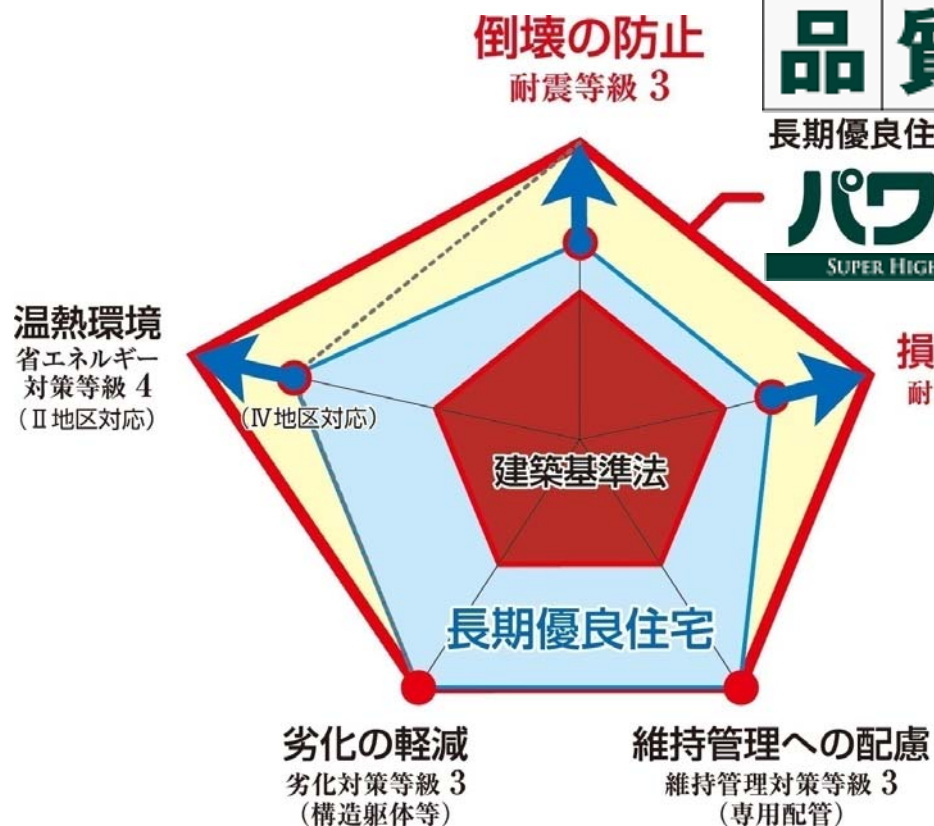 倒壊の防止
耐震等級 3
品
長期優良住
パワ
SUPER HIGH
温熱環境
省エネルギー
対策等級 4
(Ⅱ地区対応)
(Ⅳ地区対応)
損
耐
建築基準法
長期優良住宅
劣化の軽減
劣化対策等級 3
(構造躯体等)
維持管理への配慮
維持管理対策等級 3
(専用配管)